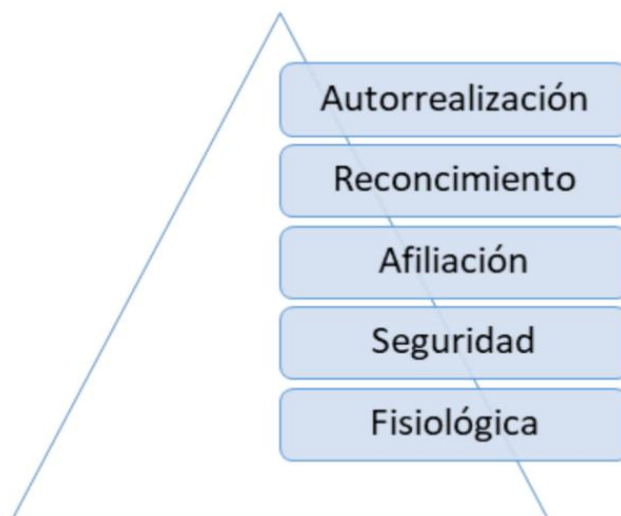 Autorrealización
Reconcimiento
Afiliación
Seguridad
Fisiológica